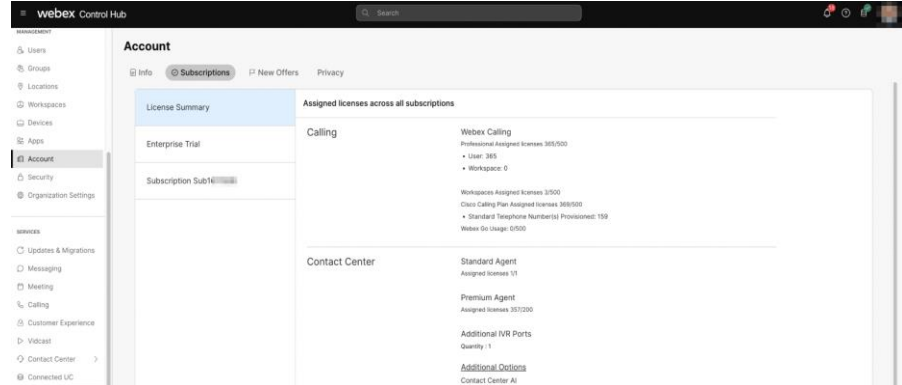 webex Control Hub
Search
MANAGEMENT
Users
Groups
Locations
Workspaces
Devices
Apps
Account
Security
Organization Settings
SERVICES
Updates & Migrations
Messaging
Meeting
Calling
Customer Experience
Vidcast
Contact Center
Connected UC
Account
Info
Subscriptions
New Offers
Privacy
License Summary
Enterprise Trial
Subscription
Assigned licenses across all subscriptions
Calling
Webex Calling
Professional Assigned licenses 365/500
• User: 365
• Workspace: 0
Workspaces Assigned licenses 3/500
Cisco Calling Plan Assigned licenses 369/500
• Standard Telephone Number(s) Provisioned: 159
Webex Go Usage: 0/500
Contact Center
Standard Agent
Assigned licenses 1/1
Premium Agent
Assigned licenses 357/200
Additional IVR Ports
Quantity : 1
Additional Options
Contact Center AI